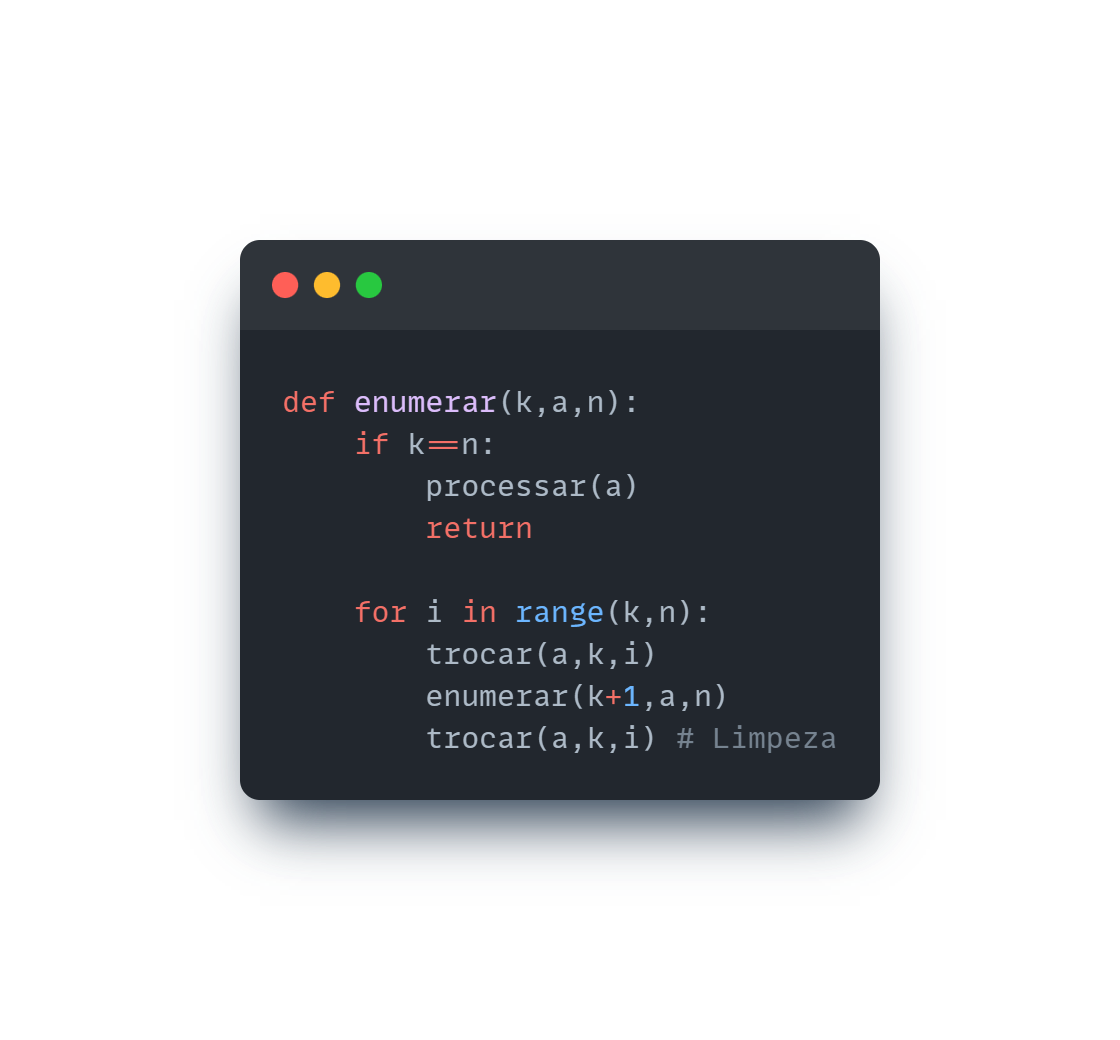 def enumerar(k,a,n):
    if k==n:
        processar(a)
        return

    for i in range(k,n):
        trocar(a,k,i)
        enumerar(k+1,a,n)
        trocar(a,k,i) # Limpeza